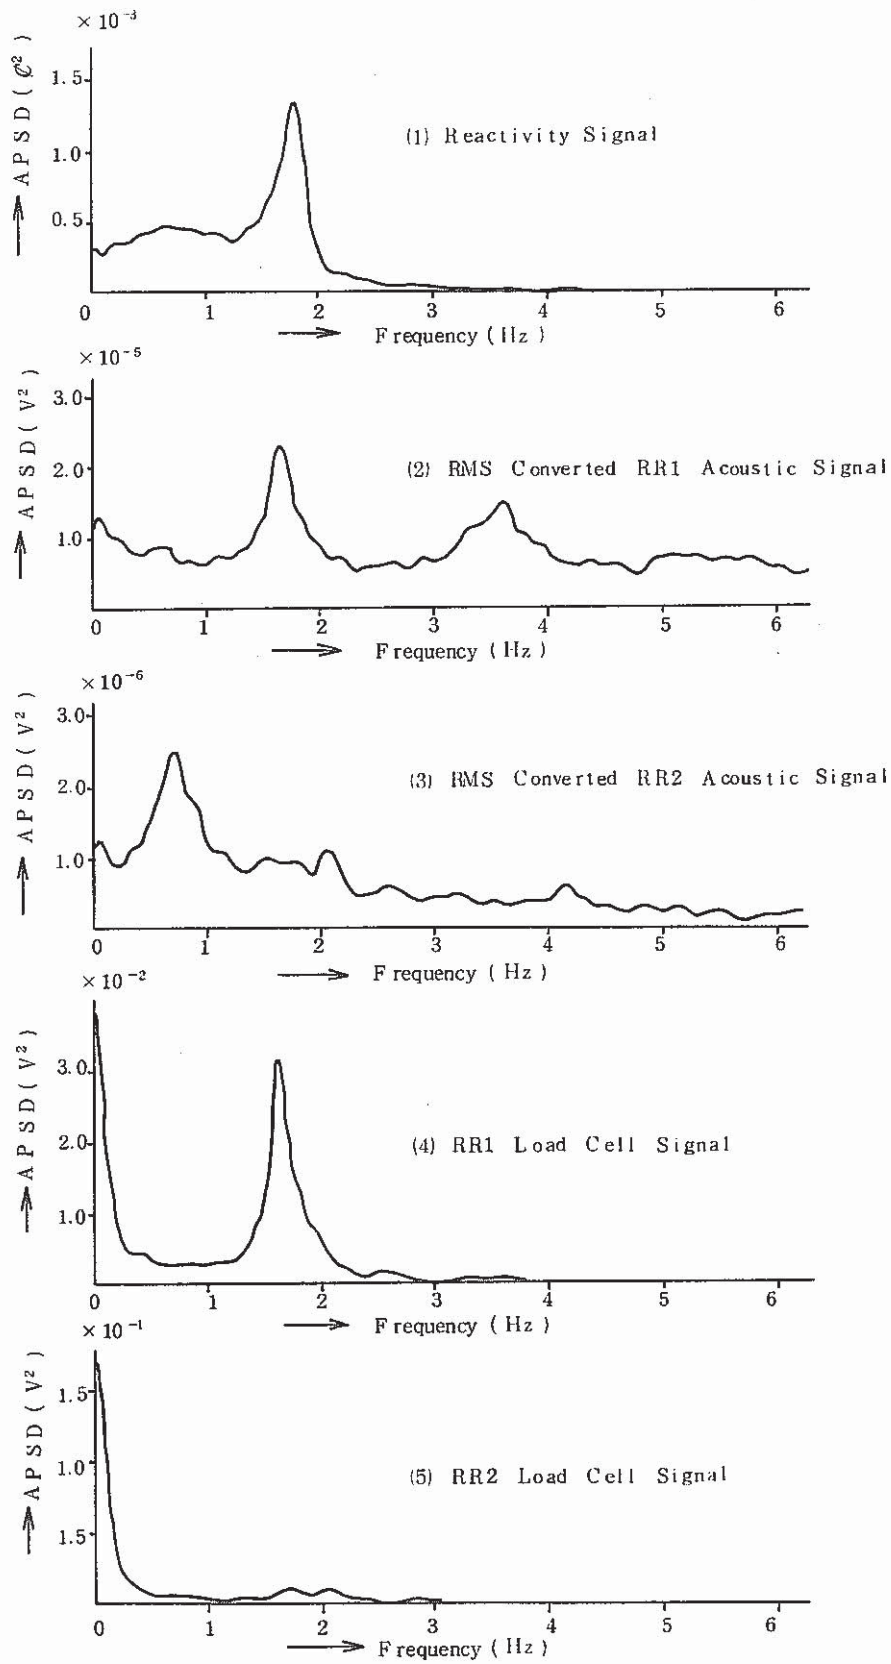 × 10⁻³
APSD ( ₡² )
1.5
1.0
0.5
(1) Reactivity Signal
0 1 2 3 4 5 6
Frequency ( Hz )
× 10⁻⁵
APSD ( V² )
3.0
2.0
1.0
(2) RMS Converted RR1 Acoustic Signal
0 1 2 3 4 5 6
Frequency ( Hz )
× 10⁻⁶
APSD ( V² )
3.0
2.0
1.0
(3) RMS Converted RR2 Acoustic Signal
0 1 2 3 4 5 6
Frequency ( Hz )
× 10⁻²
APSD ( V² )
3.0
2.0
1.0
(4) RR1 Load Cell Signal
0 1 2 3 4 5 6
Frequency ( Hz )
× 10⁻¹
APSD ( V² )
1.5
1.0
1.5
(5) RR2 Load Cell Signal
0 1 2 3 4 5 6
Frequency ( Hz )